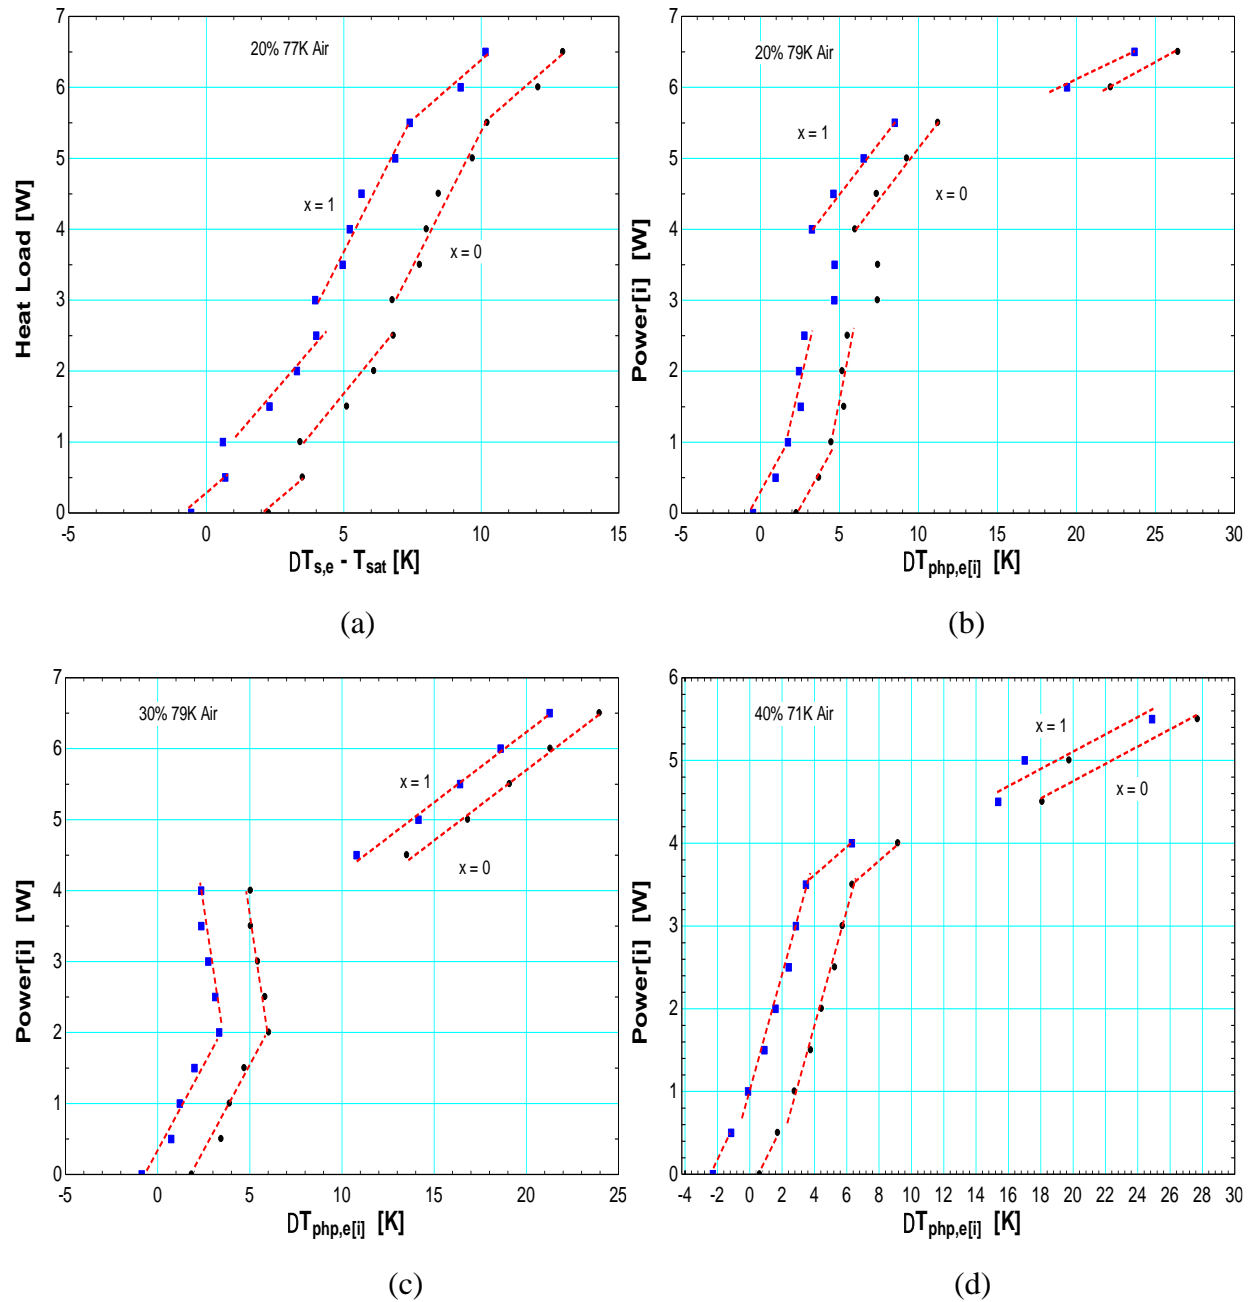 7
6
5
4
3
2
1
0
Heat Load [W]
20% 77K Air
x = 1
x = 0
-5 0 5 10 15
DTs,e - Tsat [K]
(a)
7
6
5
4
3
2
1
0
Power[i] [W]
20% 79K Air
x = 1
x = 0
-5 0 5 10 15 20 25 30
DTphp,e[i] [K]
(b)
7
6
5
4
3
2
1
0
Power[i] [W]
30% 79K Air
x = 1
x = 0
-5 0 5 10 15 20 25
DTphp,e[i] [K]
(c)
6
5
4
3
2
1
0
Power[i] [W]
40% 71K Air
x = 1
x = 0
-4 -2 0 2 4 6 8 10 12 14 16 18 20 22 24 26 28 30
DTphp,e[i] [K]
(d)